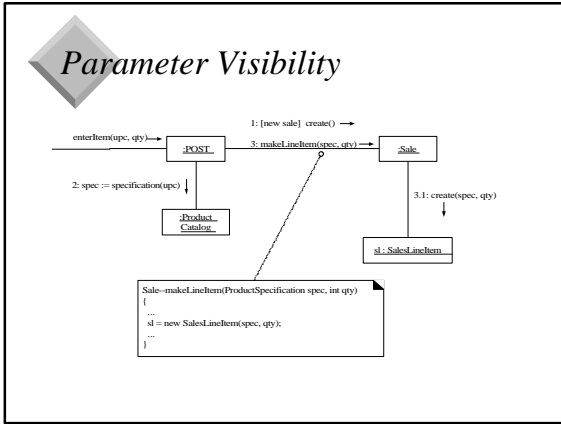 Parameter Visibility
1: [new sale] create()
enterItem(upc, qty)
3: makeLineItem(spec, qty)
:POST
:Sale
2: spec := specification(upc)
3.1: create(spec, qty)
:Product
Catalog
sl : SalesLineItem
Sale--makeLineItem(ProductSpecification spec, int qty)
{
...
sl = new SalesLineItem(spec, qty);
...
}